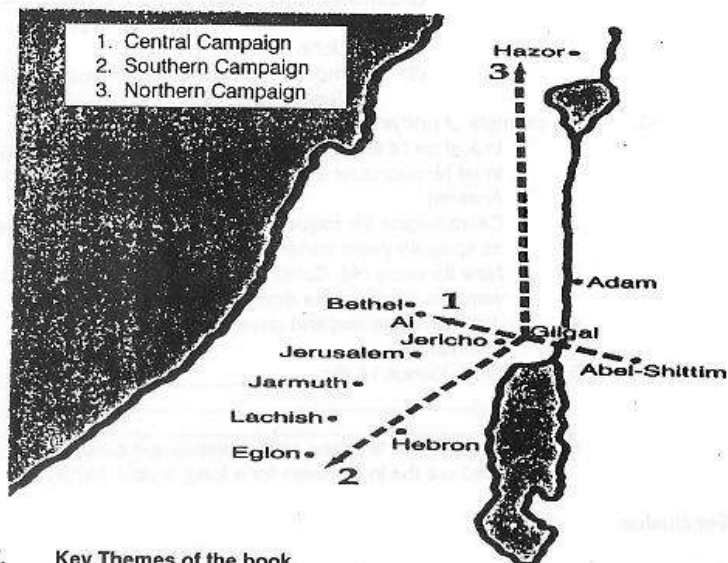 1. Central Campaign
2. Southern Campaign
3. Northern Campaign
Hazor
3
Adam
Bethel
1
Ai
Gilgal
Jericho
Jerusalem
Abel-Shittim
Jarmuth
Lachish
Hebron
Eglon
2
Key Themes of the book